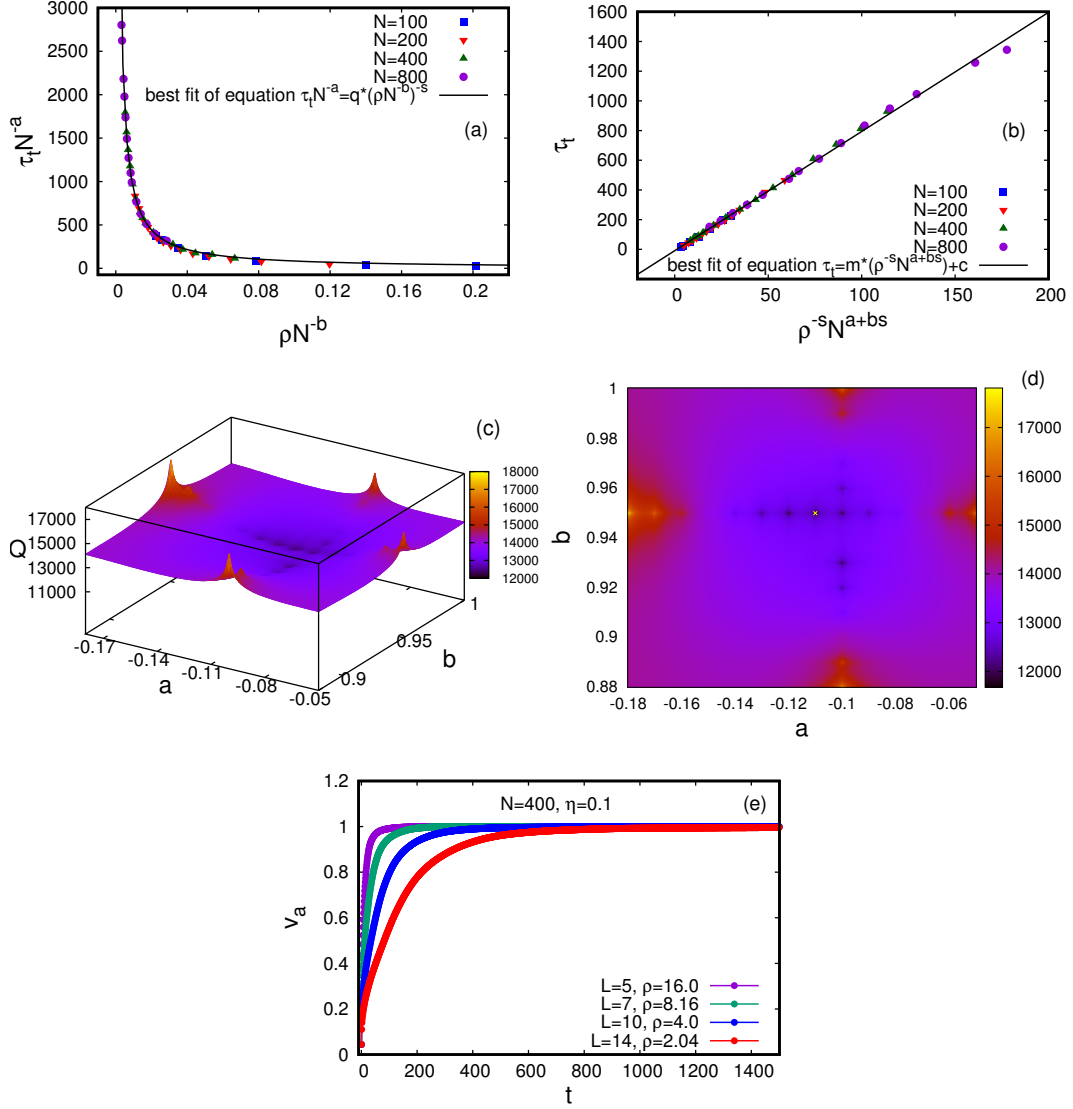 3000
2500
2000
1500
1000
500
0
0
0.04
0.08
0.12
0.16
0.2
τ_tN^-a
ρN^-b
N=100
N=200
N=400
N=800
best fit of equation τ_tN^-a=q*(ρN^-b)^-s
(a)
1600
1400
1200
1000
800
600
400
200
0
0
50
100
150
200
τ_t
ρ^-sN^a+bs
(b)
N=100
N=200
N=400
N=800
best fit of equation τ_t=m*(ρ^-sN^a+bs)+c
(c)
18000
17000
16000
15000
14000
13000
12000
17000
15000
13000
11000
Q
-0.17
-0.14
-0.11
-0.08
-0.05
a
0.9
0.95
1
b
(d)
1
0.98
0.96
0.94
0.92
0.9
0.88
b
-0.18
-0.16
-0.14
-0.12
-0.1
-0.08
-0.06
a
17000
16000
15000
14000
13000
12000
1.2
1
0.8
0.6
0.4
0.2
0
v_a
N=400, η=0.1
(e)
L=5, ρ=16.0
L=7, ρ=8.16
L=10, ρ=4.0
L=14, ρ=2.04
0
200
400
600
800
1000
1200
1400
t